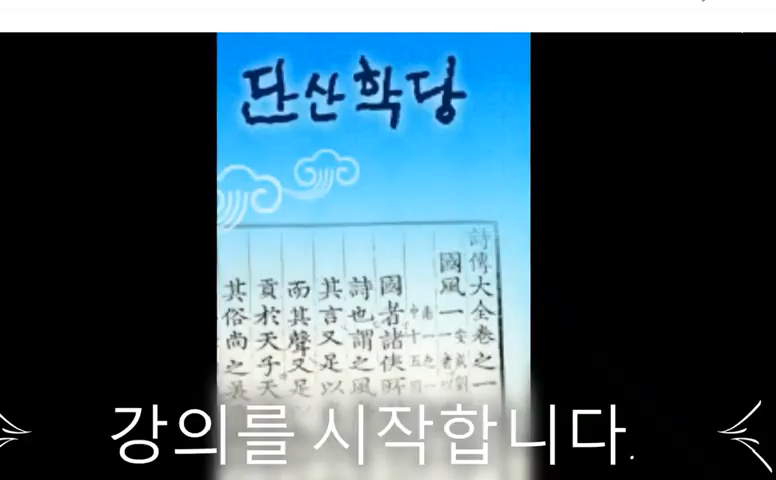 단산학당
詩傳大全卷之一
國風一
國者諸侯所
詩也謂之風
其言又足以
而其聲又足
貢於天子天
其俗尚之美
강의를 시작합니다.